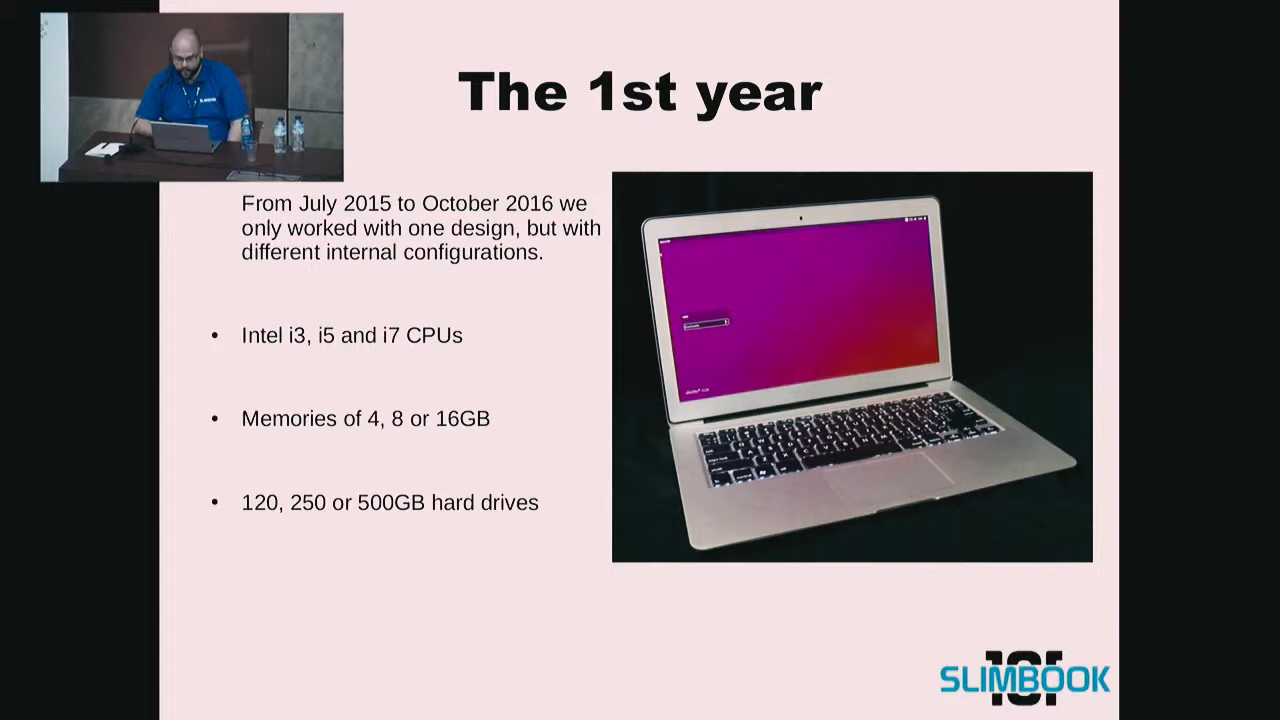 The 1st year
From July 2015 to October 2016 we
only worked with one design, but with
different internal configurations.
• Intel i3, i5 and i7 CPUs
• Memories of 4, 8 or 16GB
• 120, 250 or 500GB hard drives
SLIMBOOK